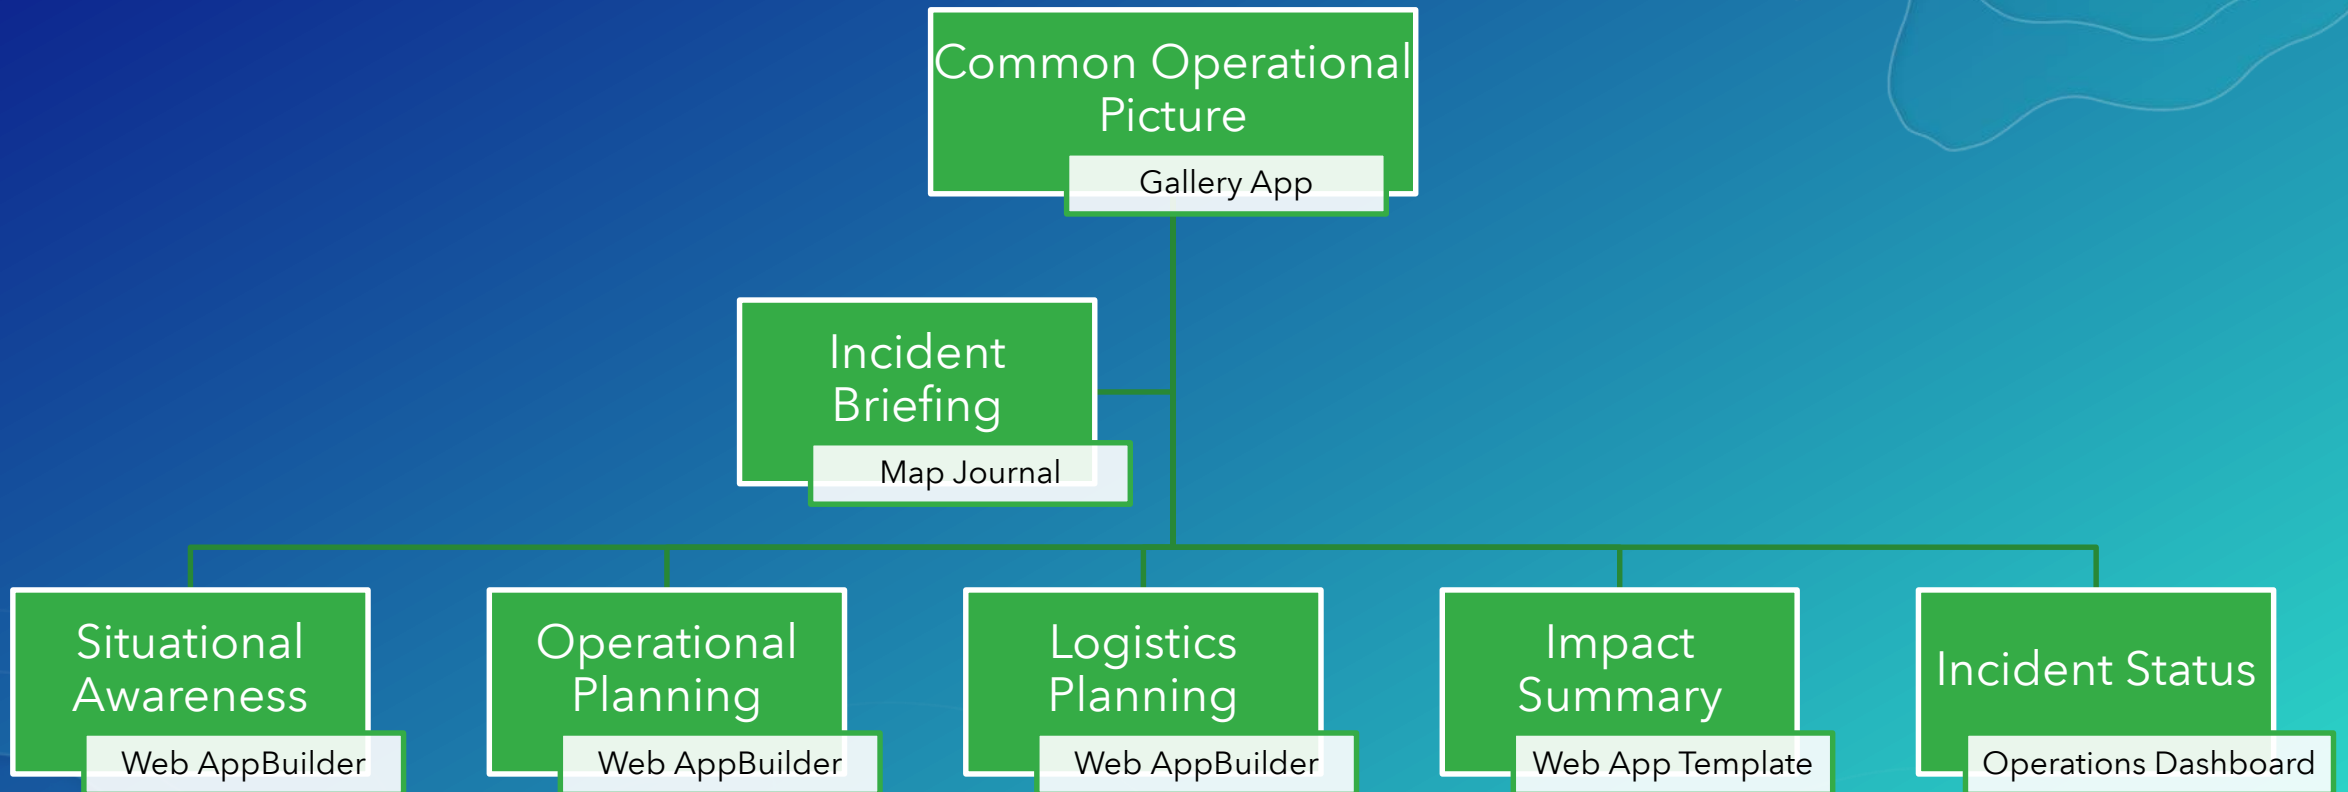 Common Operational
Picture
Gallery App
Incident
Briefing
Map Journal
Situational
Awareness
Web AppBuilder
Operational
Planning
Web AppBuilder
Logistics
Planning
Web AppBuilder
Impact
Summary
Web App Template
Incident Status
Operations Dashboard